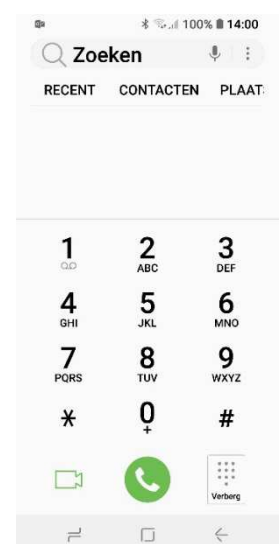 100% 14:00
Zoeken
RECENT CONTACTEN PLAAT
1 2 3
ABC DEF
4 5 6
GHI JKL MNO
7 8 9
PQRS TUV WXYZ
* 0 #
+
Verberg